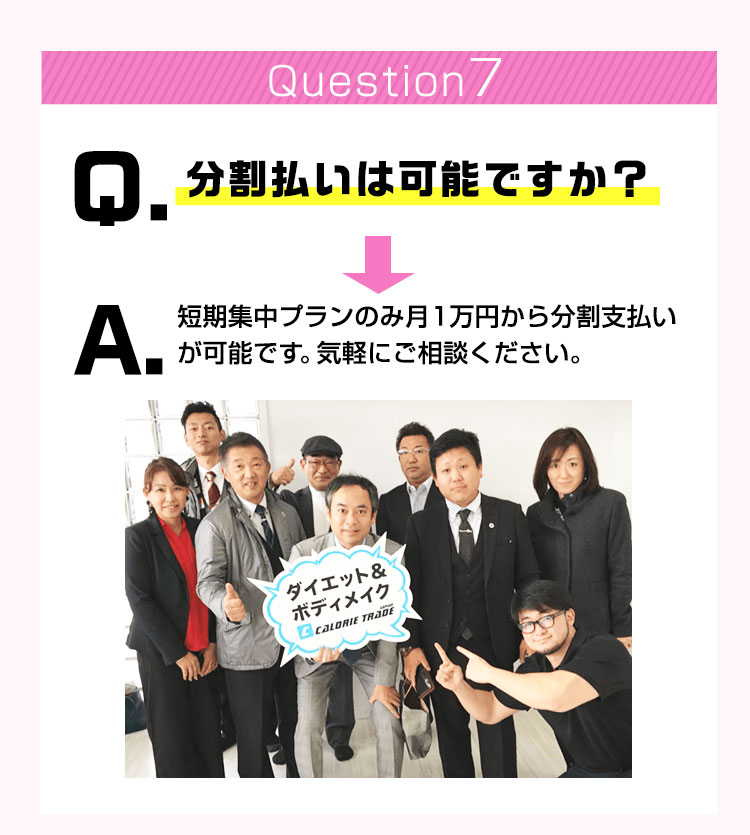 Question7
Q. 分割払いは可能ですか？
A. 短期集中プランのみ月1万円から分割支払い
が可能です。気軽にご相談ください。
ダイエット&
ボディメイク
CALORIE TRADE JAPAN